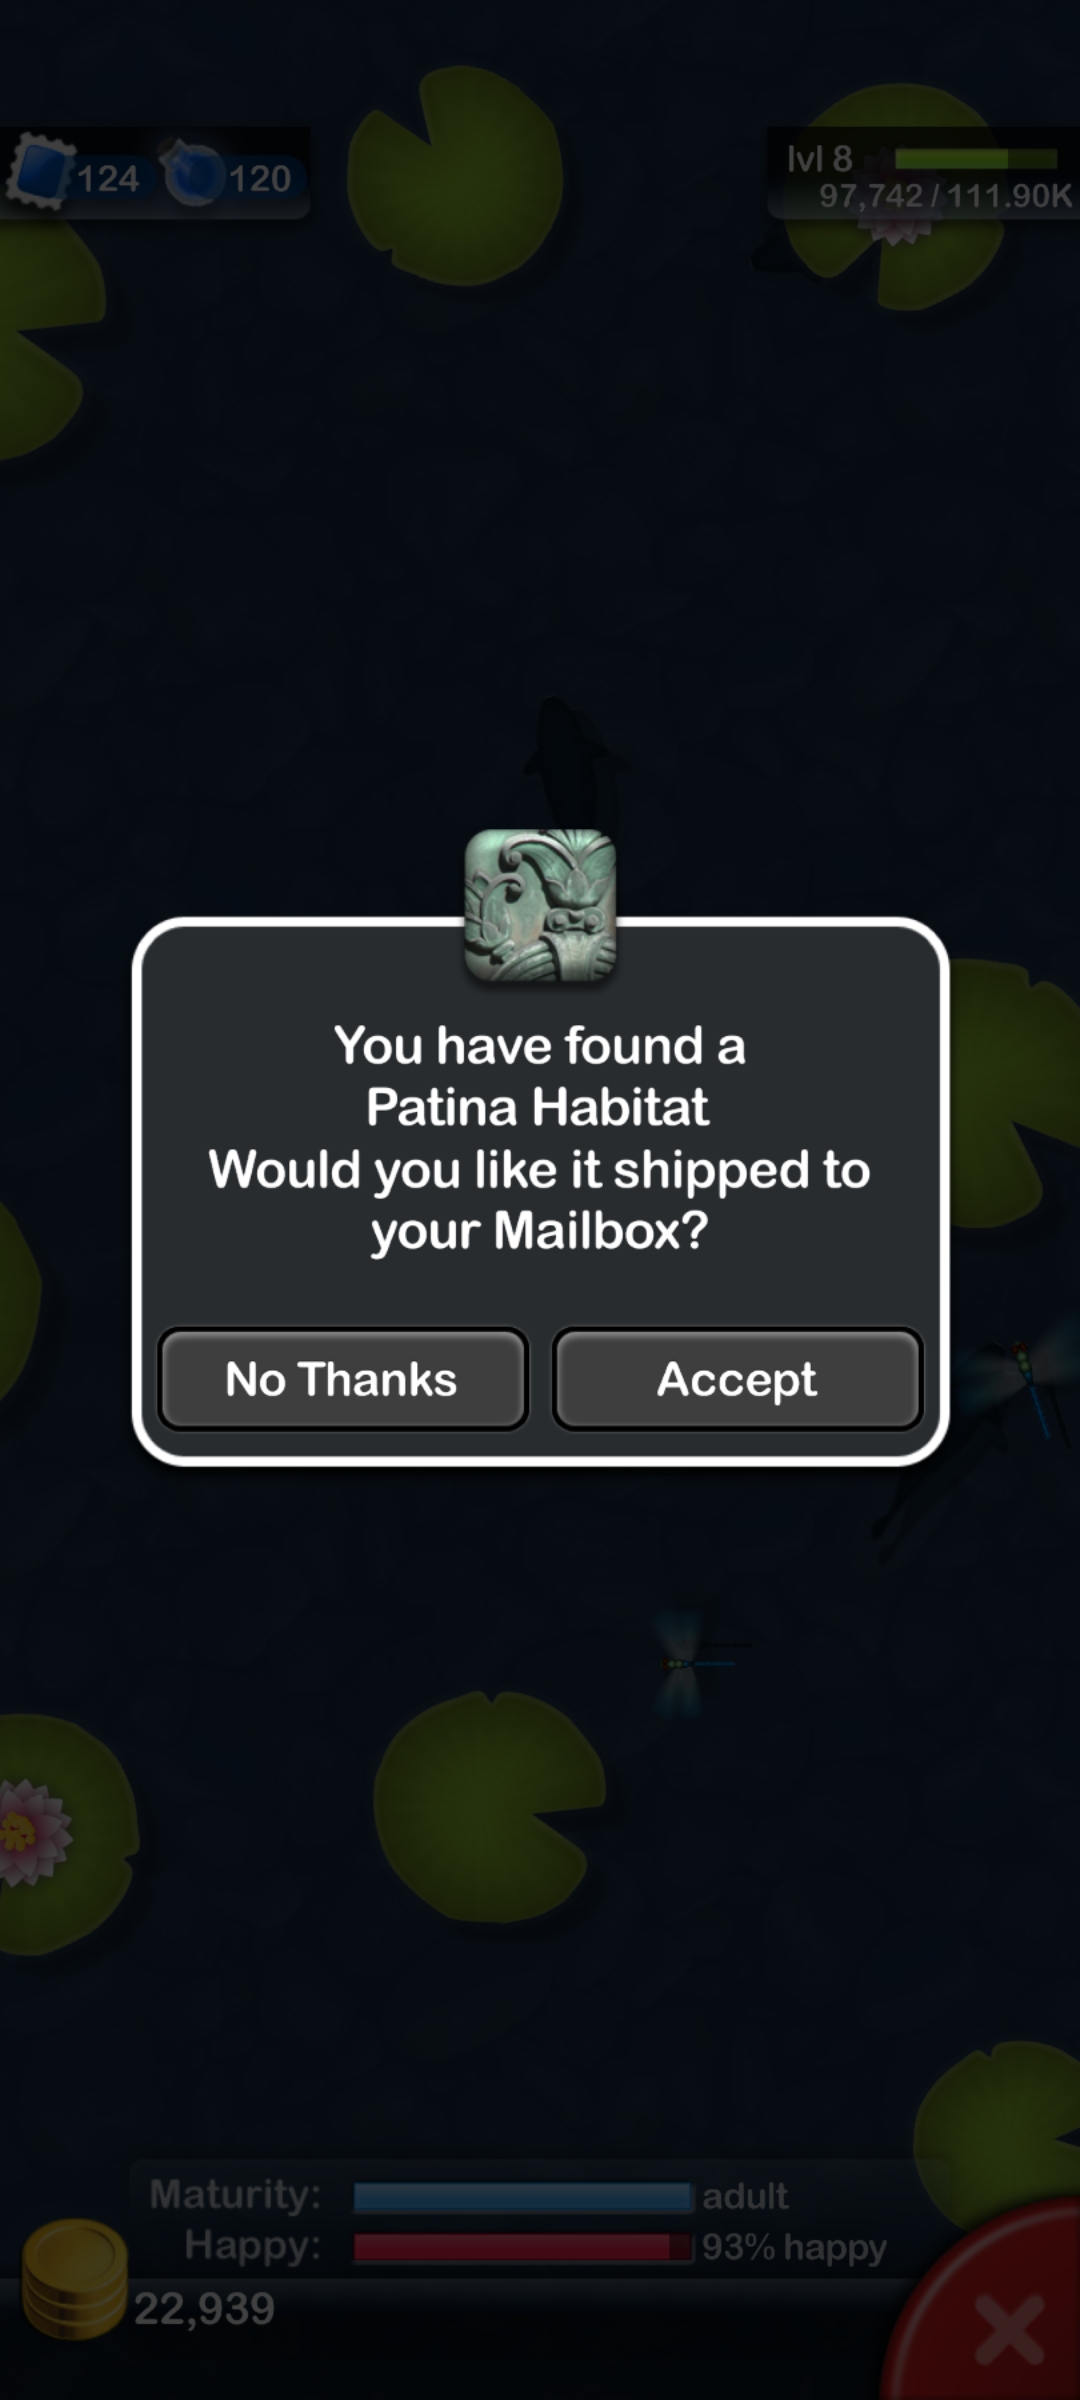 124
120
lvl 8
97,742 / 111.90K
You have found a
Patina Habitat
Would you like it shipped to
your Mailbox?
No Thanks
Accept
Maturity:
adult
Happy:
93% happy
22,939